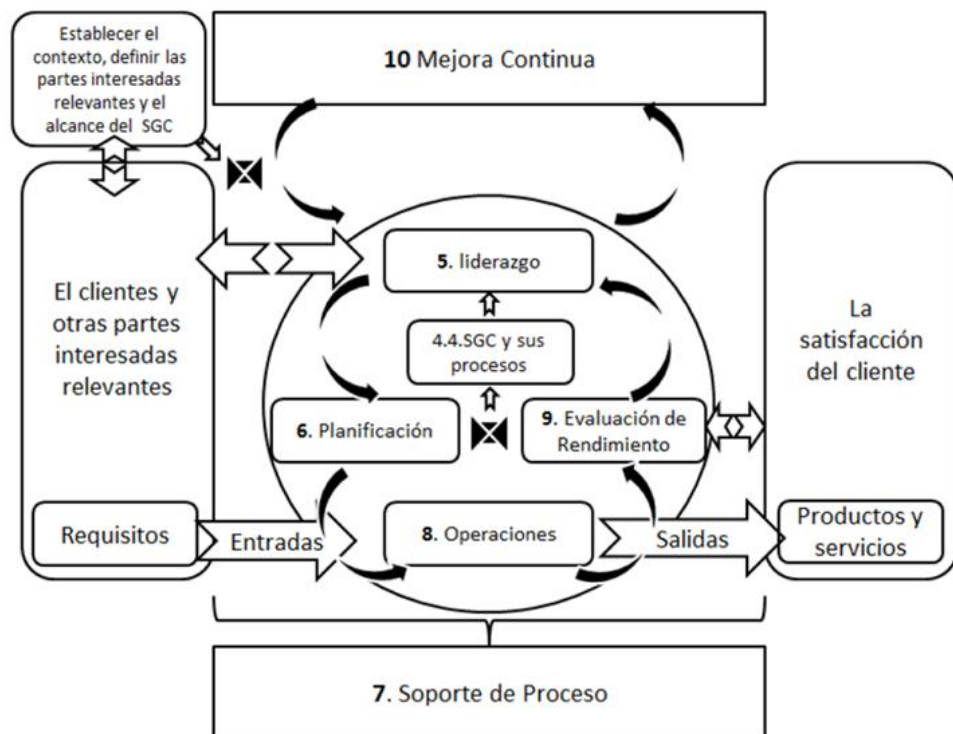 Establecer el
contexto, definir las
partes interesadas
relevantes y el
alcance del SGC
10 Mejora Continua
El clientes y
otras partes
interesadas
relevantes
5. liderazgo
4.4.SGC y sus
procesos
6. Planificación
9. Evaluación de
Rendimiento
La
satisfacción
del cliente
Requisitos
Entradas
8. Operaciones
Salidas
Productos y
servicios
7. Soporte de Proceso